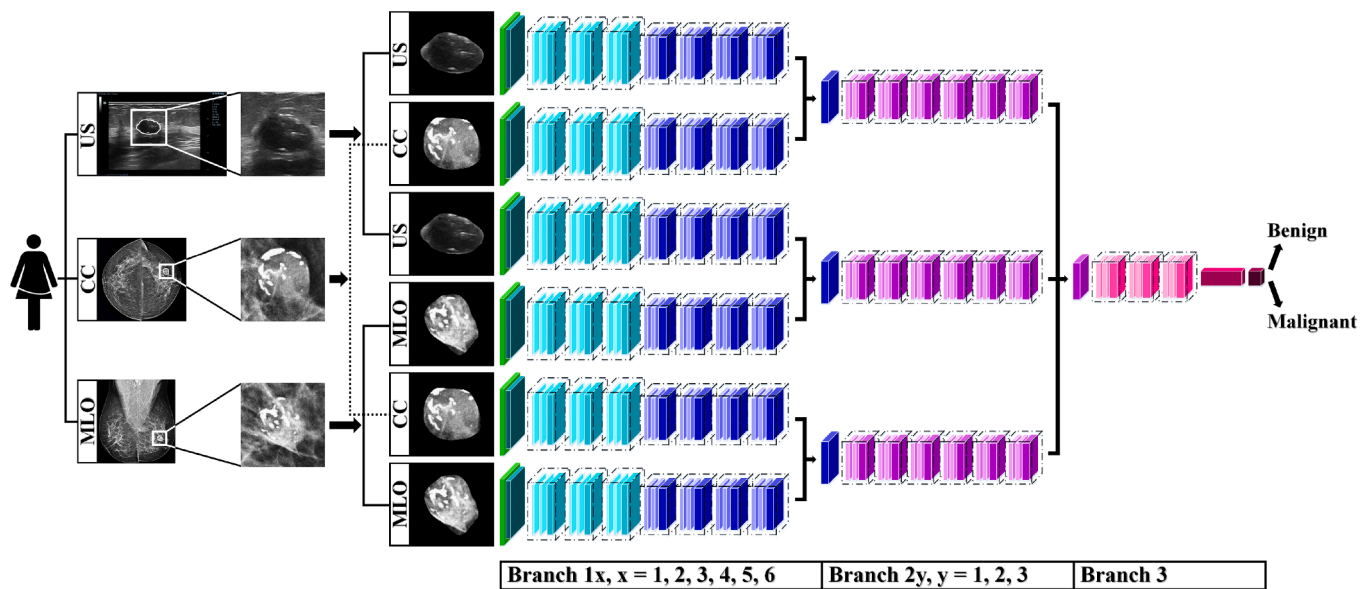 US
CC
MLO
US
CC
US
MLO
CC
MLO
Benign
Malignant
Branch 1x, x = 1, 2, 3, 4, 5, 6
Branch 2y, y = 1, 2, 3
Branch 3